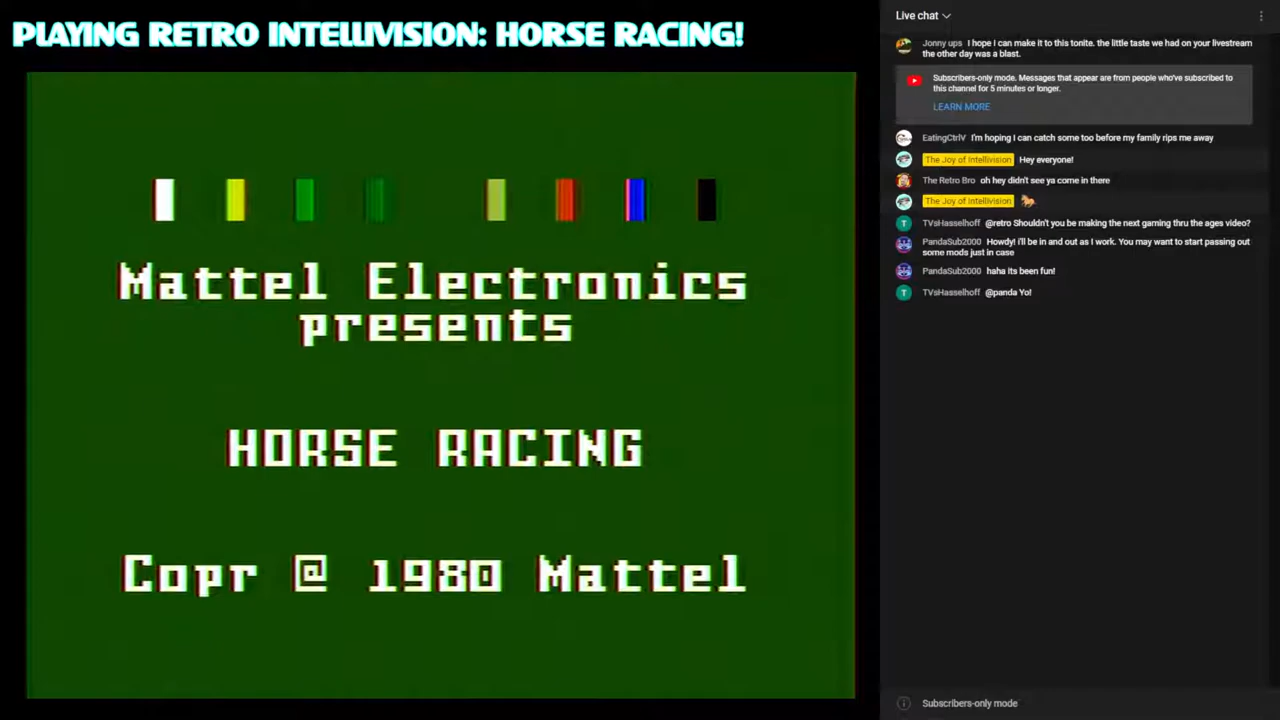 PLAYING RETRO INTELLIVISION: HORSE RACING!
Mattel Electronics
presents
HORSE RACING
Copr @ 1980 Mattel
Live chat
Jonny ups I hope I can make it to this tonite. the little taste we had on your livestream
the other day was a blast.
Subscribers-only mode. Messages that appear are from people who've subscribed to
this channel for 5 minutes or longer.
LEARN MORE
EatingCtrlV I'm hoping I can catch some too before my family rips me away
The Joy of Intellivision Hey everyone!
The Retro Bro oh hey didn't see ya come in there
The Joy of Intellivision
T TVsHasselhoff @retro Shouldn't you be making the next gaming thru the ages video?
PandaSub2000 Howdy! i'll be in and out as I work. You may want to start passing out
some mods just in case
PandaSub2000 haha its been fun!
T TVsHasselhoff @panda Yo!
Subscribers-only mode